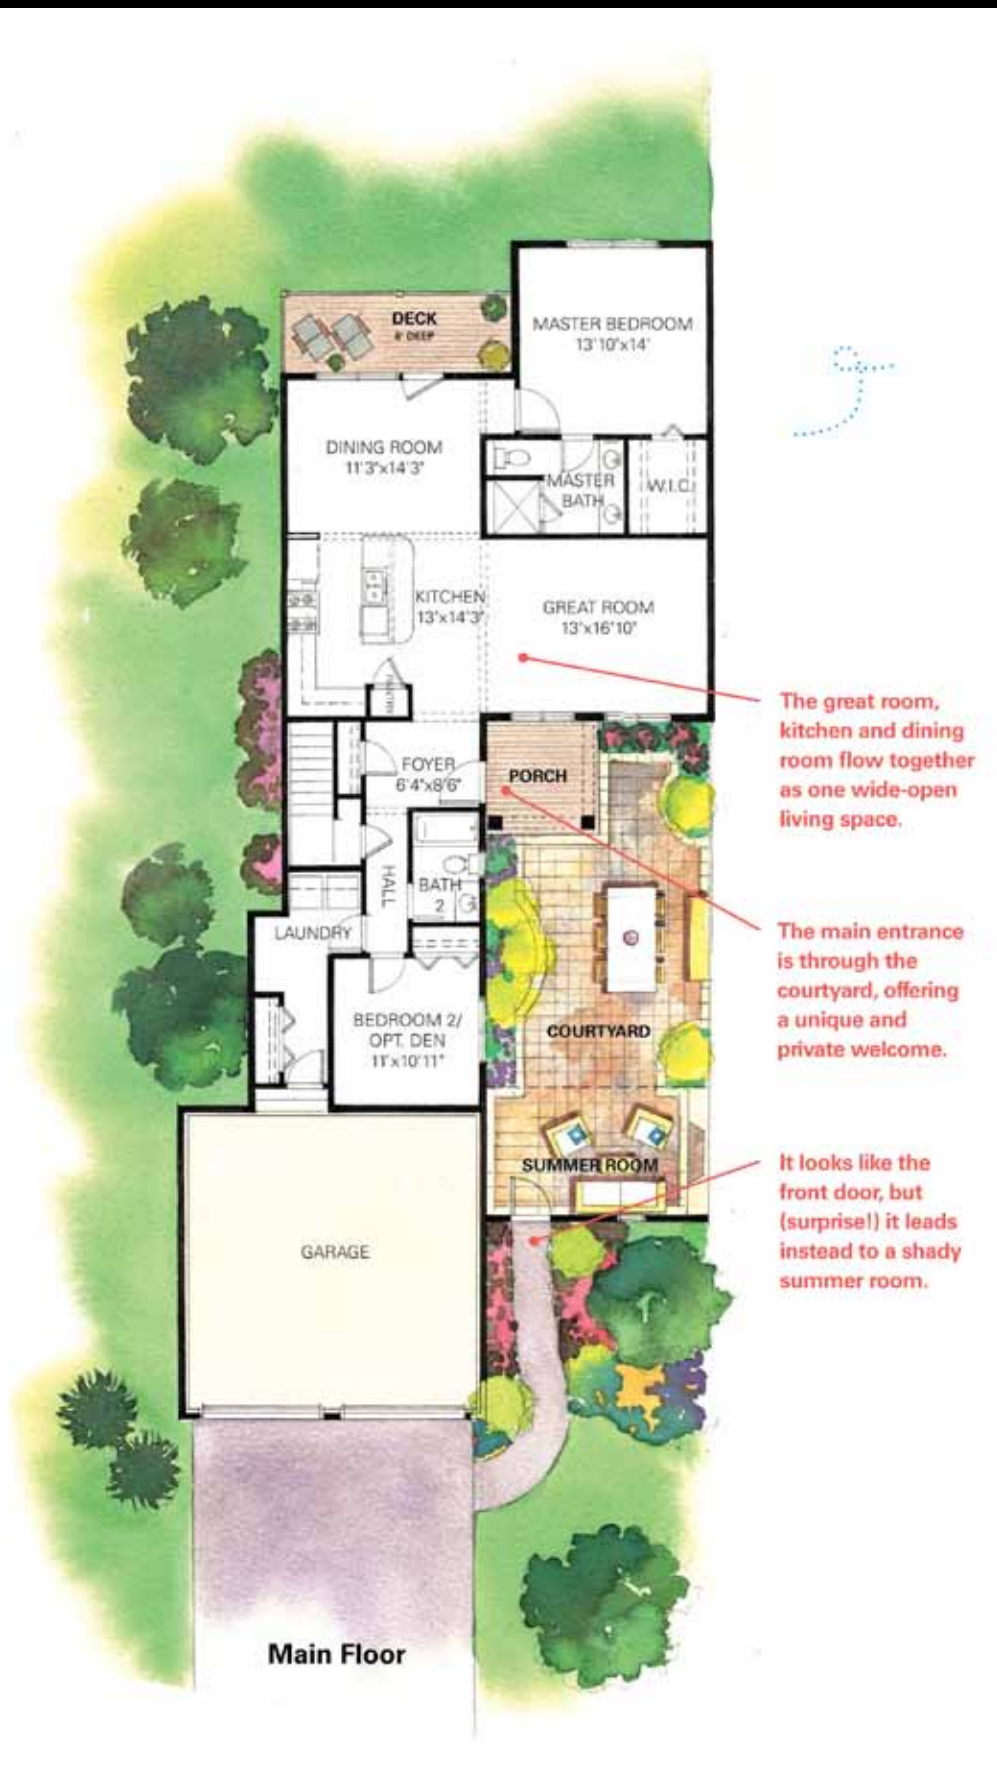 DECK
6' DEEP
MASTER BEDROOM
13'10"x14'
DINING ROOM
11'3"x14'3"
MASTER
BATH
W.I.C.
KITCHEN
13'x14'3"
GREAT ROOM
13'x16'10"
PANTRY
The great room,
kitchen and dining
room flow together
as one wide-open
living space.
FOYER
6'4"x8'6"
PORCH
HALL
BATH
2
LAUNDRY
The main entrance
is through the
courtyard, offering
a unique and
private welcome.
BEDROOM 2/
OPT. DEN
11'x10'11"
COURTYARD
SUMMER ROOM
It looks like the
front door, but
(surprise!) it leads
instead to a shady
summer room.
GARAGE
Main Floor